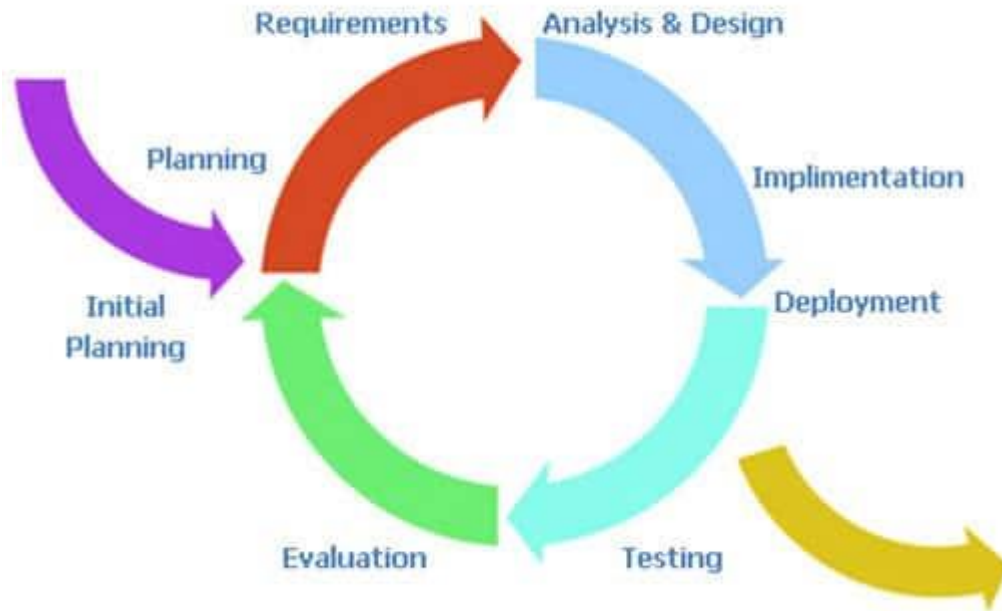 Requirements
Analysis & Design
Planning
Implimentation
Initial
Planning
Deployment
Evaluation
Testing